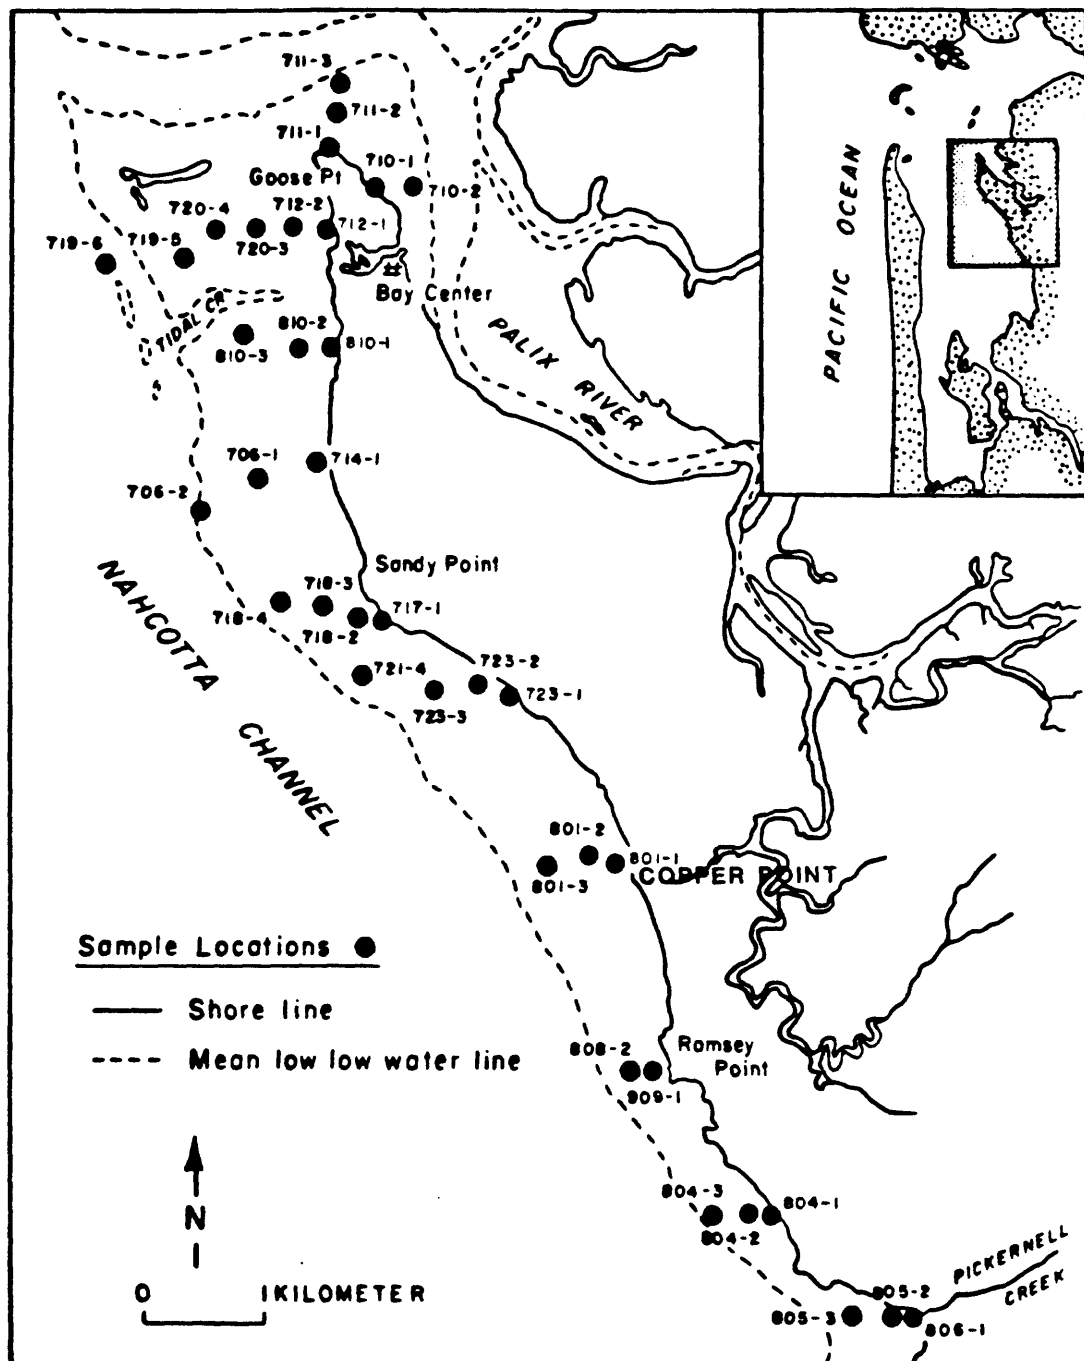 711-3
711-2
711-1
710-1
Goose Pt
710-2
712-2
720-4
712-1
719-6
719-5
720-3
Bay Center
TIDAL CR.
810-2
810-3
810-1
PALIX RIVER
PACIFIC OCEAN
706-1
714-1
706-2
Sandy Point
NAHCOTTA CHANNEL
718-3
717-1
718-4
718-2
723-2
721-4
723-1
723-3
801-2
801-1
801-3
COPPER POINT
Sample Locations
Shore line
Mean low low water line
808-2
Ramsey
Point
809-1
804-3
804-1
804-2
N
0 1 KILOMETER
PICKERNELL
CREEK
805-2
805-3
806-1